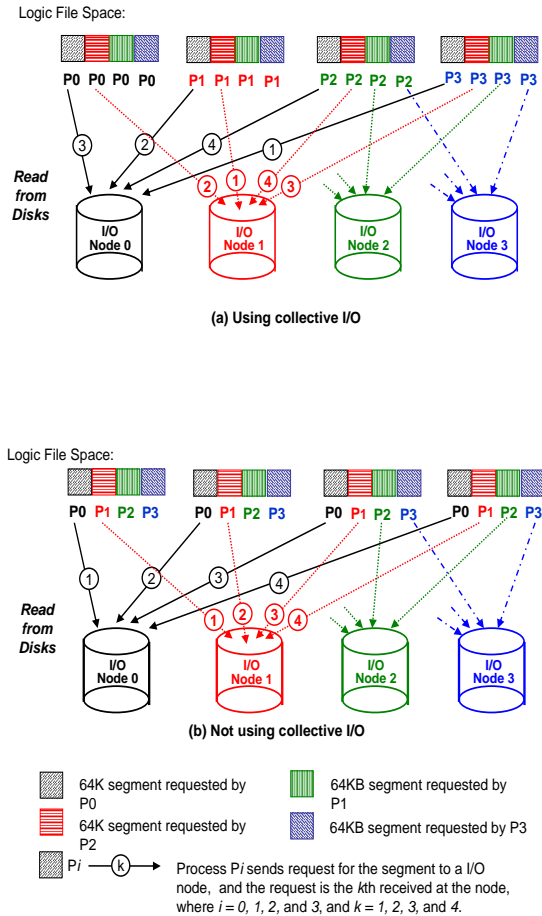 Logic File Space:
P0 P0 P0 P0 P1 P1 P1 P1 P2 P2 P2 P2 P3 P3 P3 P3
3 2 4 1
2 1 4 3
Read
from
Disks
I/O
Node 0
I/O
Node 1
I/O
Node 2
I/O
Node 3
(a) Using collective I/O
Logic File Space:
P0 P1 P2 P3 P0 P1 P2 P3 P0 P1 P2 P3 P0 P1 P2 P3
1 2 3 4
1 2 3 4
Read
from
Disks
I/O
Node 0
I/O
Node 1
I/O
Node 2
I/O
Node 3
(b) Not using collective I/O
64K segment requested by
P0
64KB segment requested by
P1
64K segment requested by
P2
64KB segment requested by P3
Pi k Process Pi sends request for the segment to a I/O
node, and the request is the kth received at the node,
where i = 0, 1, 2, and 3, and k = 1, 2, 3, and 4.